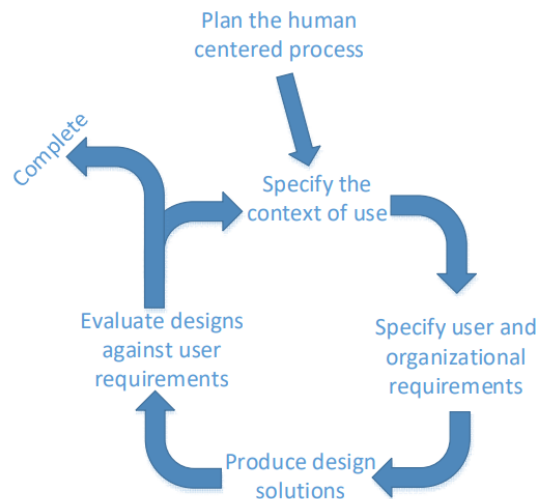 Plan the human
centered process
Complete
Specify the
context of use
Evaluate designs
against user
requirements
Specify user and
organizational
requirements
Produce design
solutions